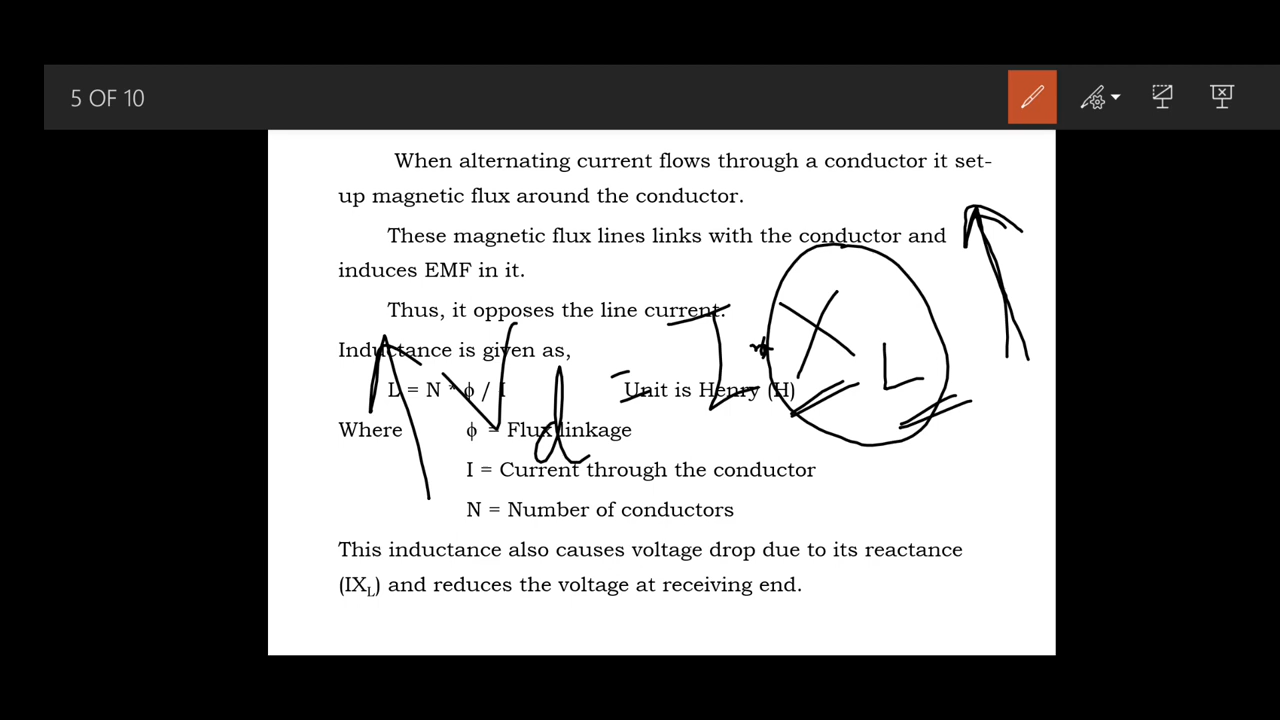 5 OF 10
When alternating current flows through a conductor it set-
up magnetic flux around the conductor.
These magnetic flux lines links with the conductor and
induces EMF in it.
Thus, it opposes the line current.
Inductance is given as,
L = N * ϕ / I Unit is Henry (H)
Vd = I * XL
Where ϕ = Flux linkage
I = Current through the conductor
N = Number of conductors
This inductance also causes voltage drop due to its reactance
(IX_L) and reduces the voltage at receiving end.